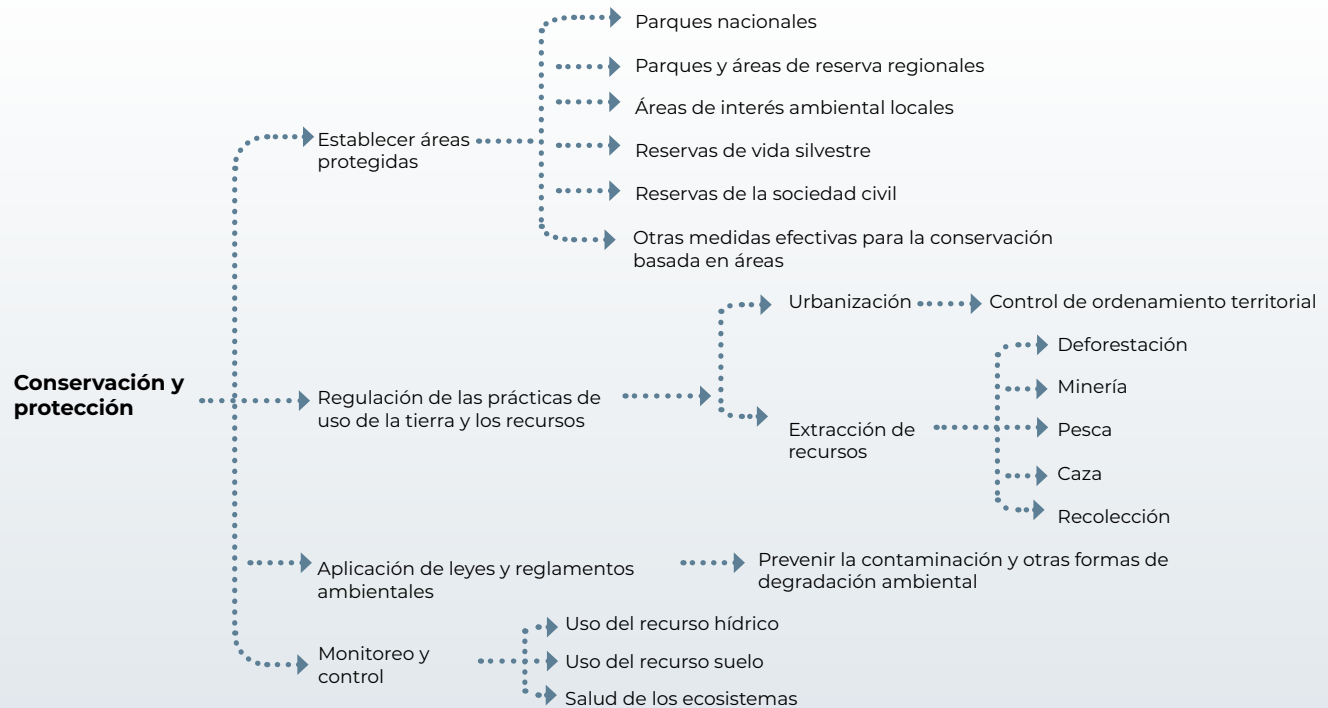 Conservación y
protección
Establecer áreas
protegidas
Parques nacionales
Parques y áreas de reserva regionales
Áreas de interés ambiental locales
Reservas de vida silvestre
Reservas de la sociedad civil
Otras medidas efectivas para la conservación
basada en áreas
Regulación de las prácticas de
uso de la tierra y los recursos
Urbanización
Control de ordenamiento territorial
Extracción de
recursos
Deforestación
Minería
Pesca
Caza
Recolección
Aplicación de leyes y reglamentos
ambientales
Prevenir la contaminación y otras formas de
degradación ambiental
Monitoreo y
control
Uso del recurso hídrico
Uso del recurso suelo
Salud de los ecosistemas